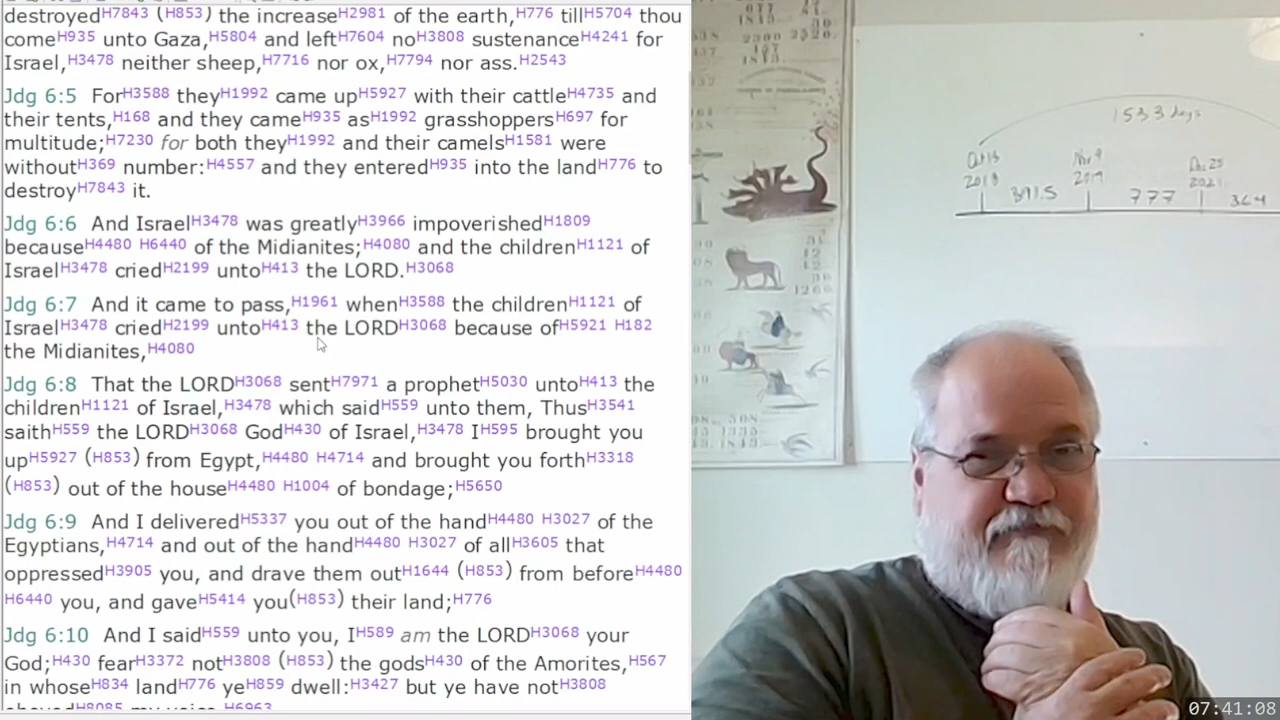 destroyedH7843 (H853) the increaseH2981 of the earth,H776 tillH5704 thou
comeH935 unto Gaza,H5804 and leftH7604 noH3808 sustenanceH4241 for
Israel,H3478 neither sheep,H7716 nor ox,H7794 nor ass.H2543
Jdg 6:5 ForH3588 theyH1992 came upH5927 with their cattleH4735 and
their tents,H168 and they cameH935 asH1992 grasshoppersH697 for
multitude;H7230 for both theyH1992 and their camelsH1581 were
withoutH369 number:H4557 and they enteredH935 into the landH776 to
destroyH7843 it.
Jdg 6:6 And IsraelH3478 was greatlyH3966 impoverishedH1809
becauseH4480 H6440 of the Midianites;H4080 and the childrenH1121 of
IsraelH3478 criedH2199 untoH413 the LORD.H3068
Jdg 6:7 And it came to pass,H1961 whenH3588 the childrenH1121 of
IsraelH3478 criedH2199 untoH413 the LORDH3068 because ofH5921 H182
the Midianites,H4080
Jdg 6:8 That the LORDH3068 sentH7971 a prophetH5030 untoH413 the
childrenH1121 of Israel,H3478 which saidH559 unto them, ThusH3541
saithH559 the LORDH3068 GodH430 of Israel,H3478 IH595 brought you
upH5927 (H853) from Egypt,H4480 H4714 and brought you forthH3318
(H853) out of the houseH4480 H1004 of bondage;H5650
Jdg 6:9 And I deliveredH5337 you out of the handH4480 H3027 of the
Egyptians,H4714 and out of the handH4480 H3027 of allH3605 that
oppressedH3905 you, and drave them outH1644 (H853) from beforeH4480
H6440 you, and gaveH5414 you(H853) their land;H776
Jdg 6:10 And I saidH559 unto you, IH589 am the LORDH3068 your
God;H430 fearH3372 notH3808 (H853) the godsH430 of the Amorites,H567
in whoseH834 landH776 yeH859 dwell:H3427 but ye have notH3808
obeyedH8085 my voice.H6963
1533 days
2018
2019
2021
391.5
777
364
1260
07:41:08